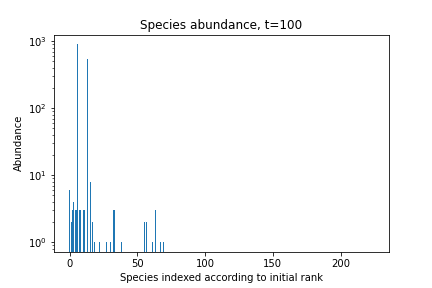 Species abundance, t=100
10³
10²
10¹
10⁰
Abundance
0 50 100 150 200
Species indexed according to initial rank